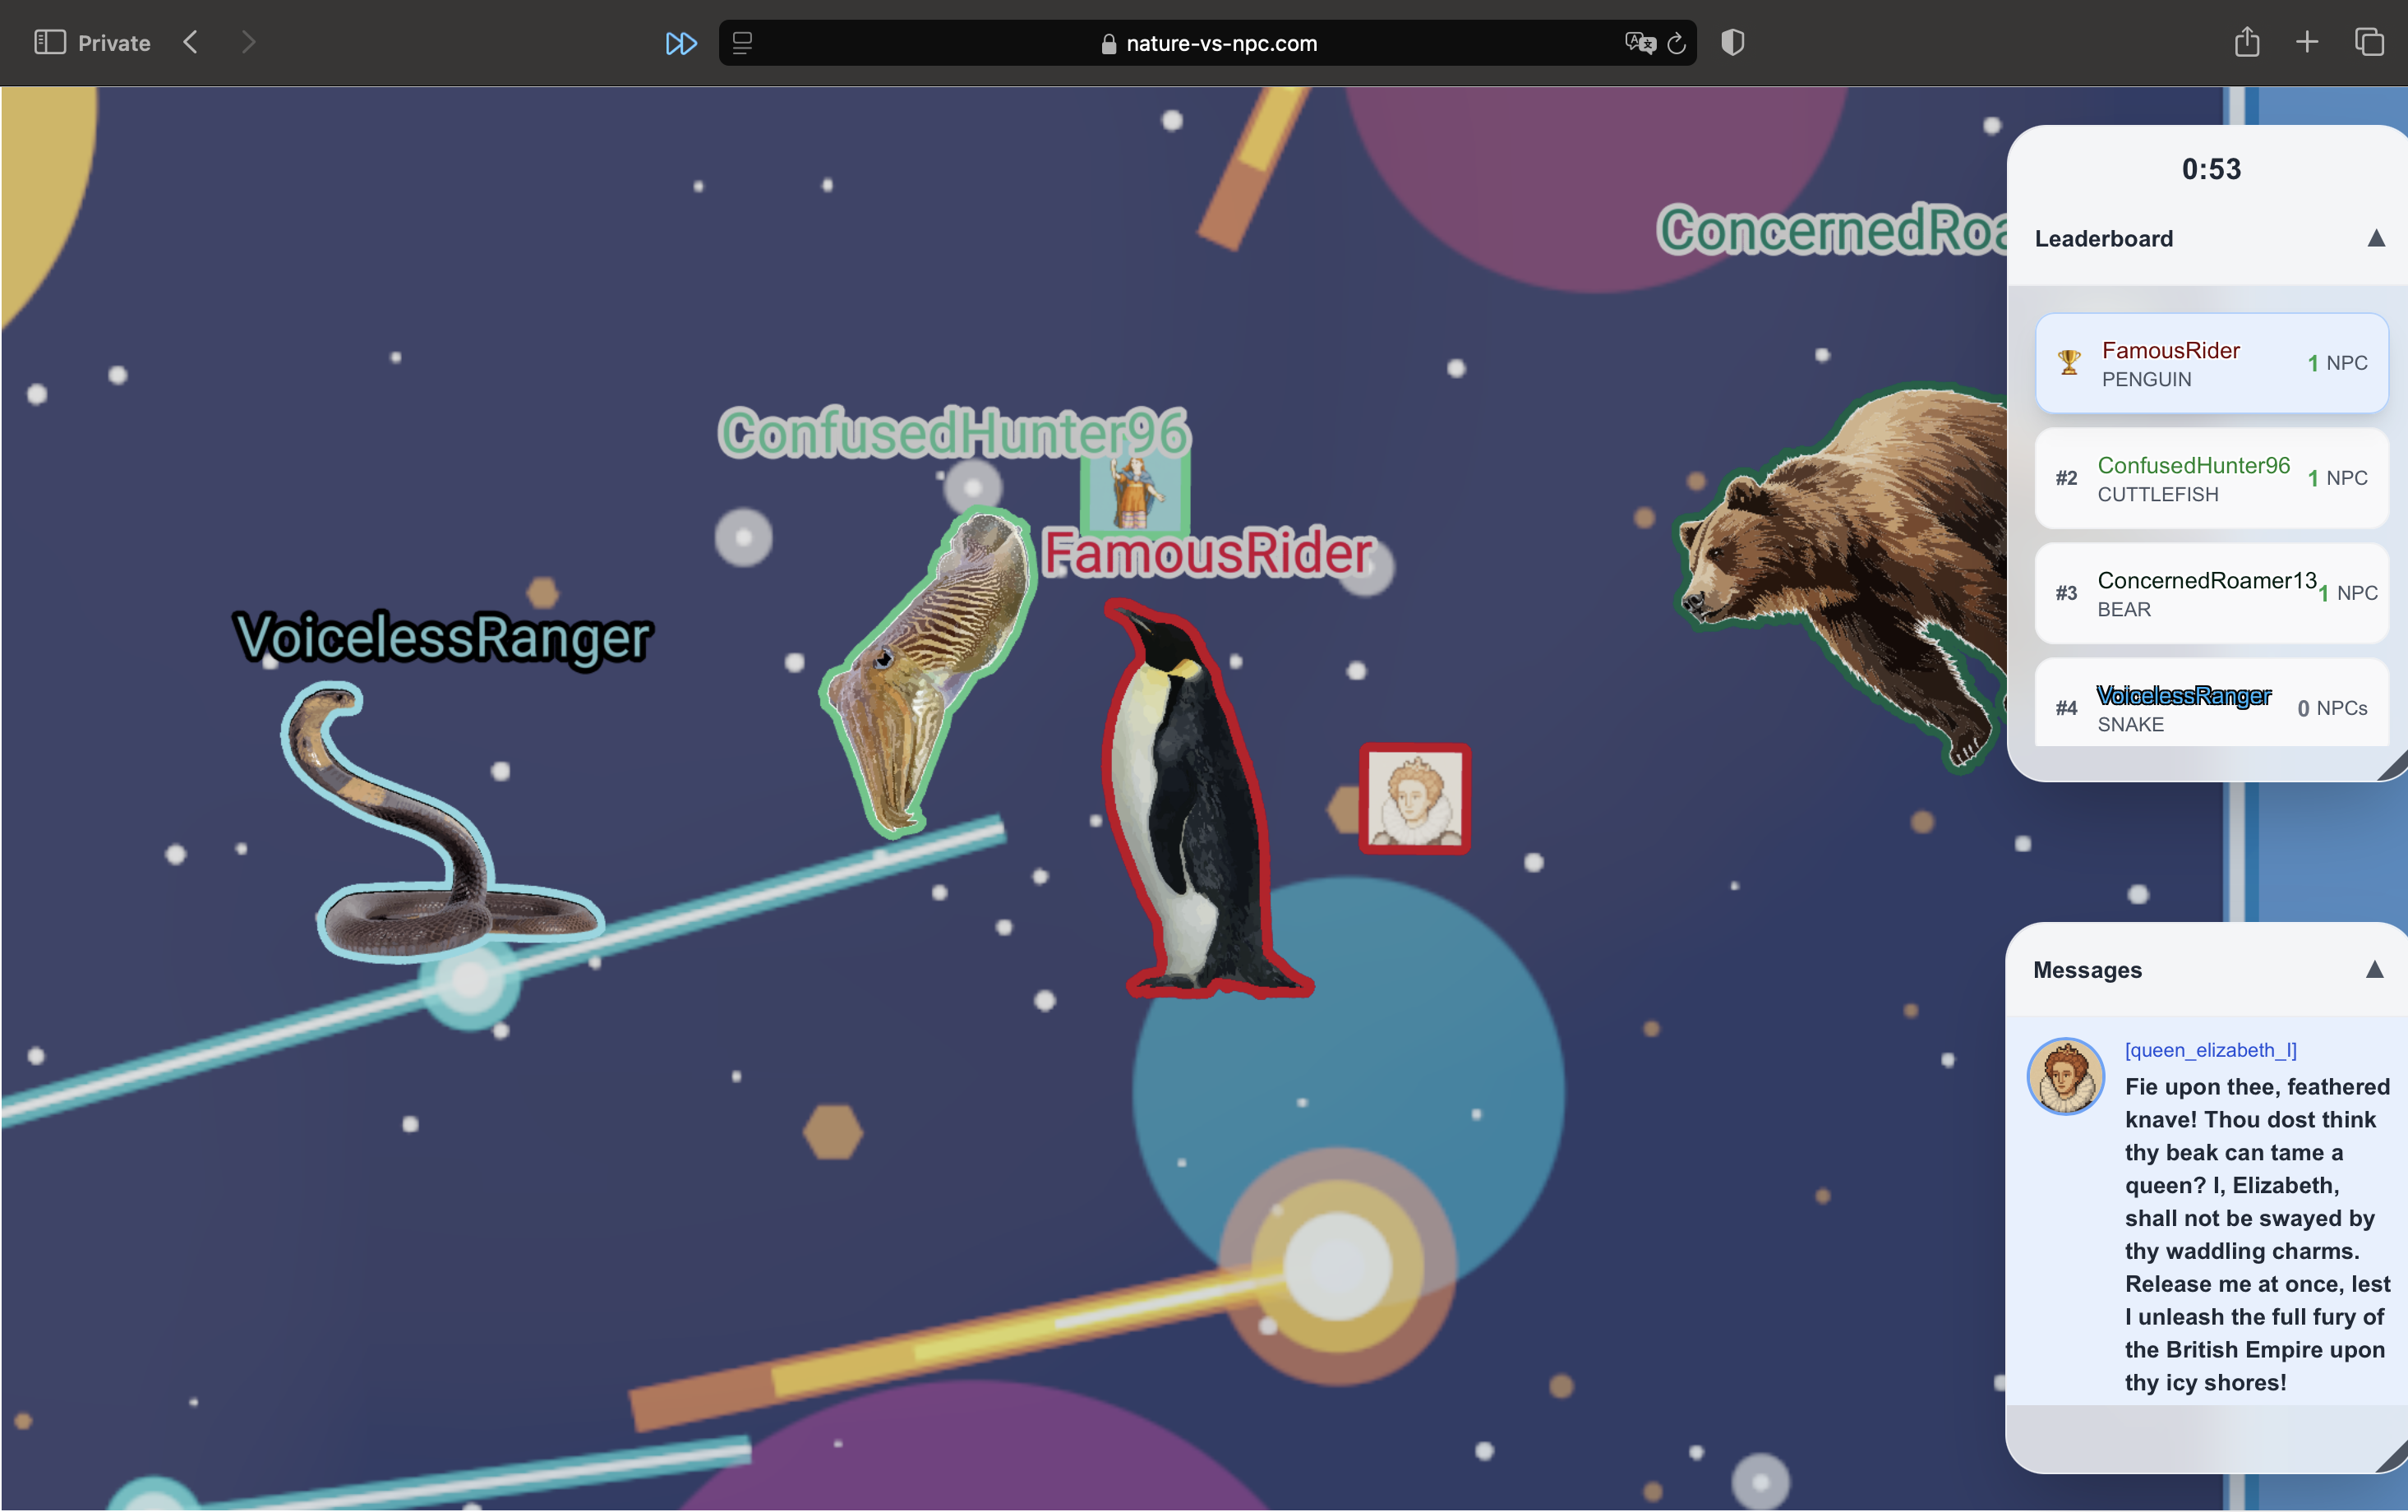 Private
nature-vs-npc.com
0:53
Leaderboard
FamousRider
PENGUIN
1 NPC
#2
ConfusedHunter96
CUTTLEFISH
1 NPC
#3
ConcernedRoamer13
BEAR
1 NPC
#4
VoicelessRanger
SNAKE
0 NPCs
ConcernedRoa
ConfusedHunter96
FamousRider
VoicelessRanger
Messages
[queen_elizabeth_I]
Fie upon thee, feathered
knave! Thou dost think
thy beak can tame a
queen? I, Elizabeth,
shall not be swayed by
thy waddling charms.
Release me at once, lest
I unleash the full fury of
the British Empire upon
thy icy shores!